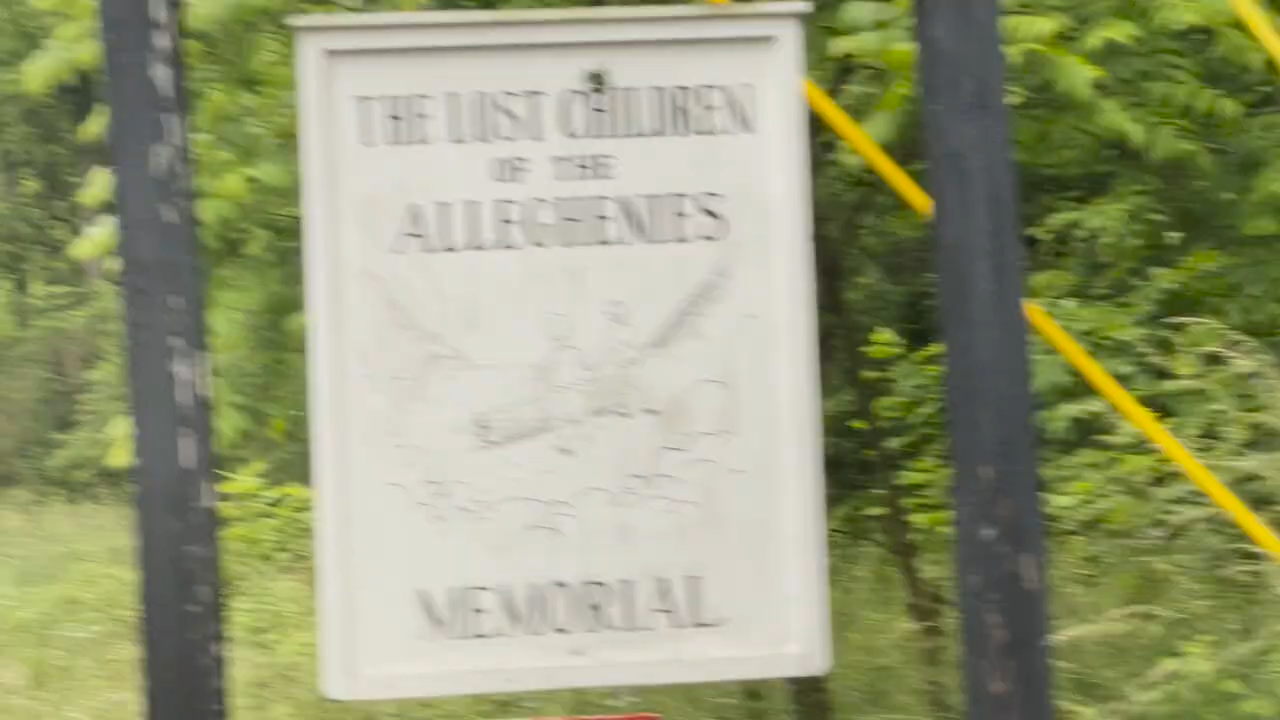 THE LOST CHILDREN
OF THE
ALLEGHENIES
MEMORIAL